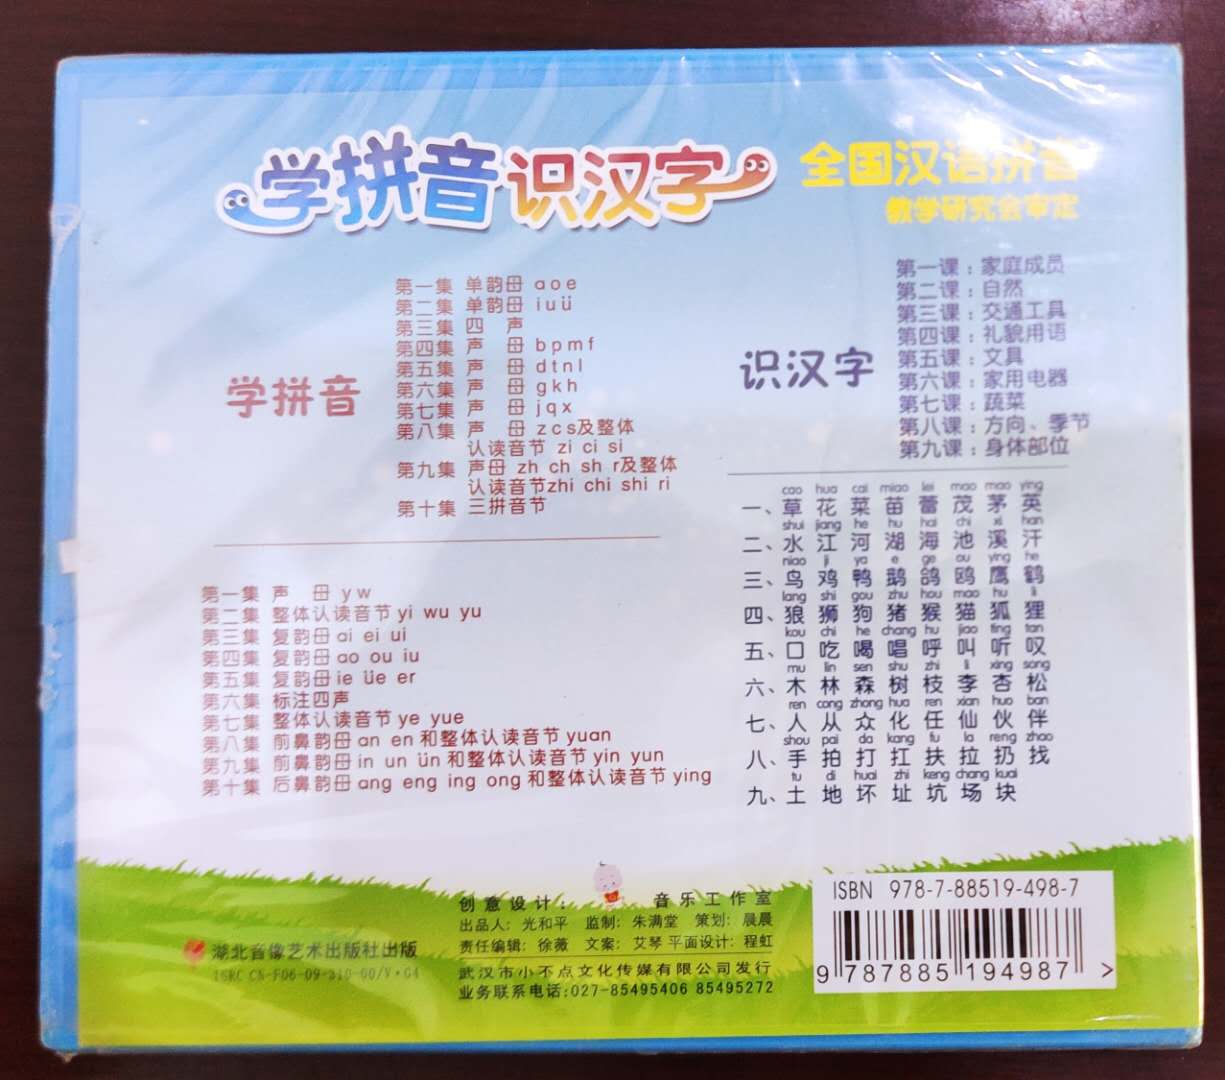 学拼音识汉字
全国汉语拼音
教学研究会审定
学拼音
第一集 单韵母 a o e
第二集 单韵母 i u ü
第三集 四 声
第四集 声 母 b p m f
第五集 声 母 d t n l
第六集 声 母 g k h
第七集 声 母 j q x
第八集 声 母 z c s及整体
认读音节 zi ci si
第九集 声母 zh ch sh r及整体
认读音节zhi chi shi ri
第十集 三拼音节
第一集 声 母 y w
第二集 整体认读音节yi wu yu
第三集 复韵母 ai ei ui
第四集 复韵母 ao ou iu
第五集 复韵母 ie üe er
第六集 标注四声
第七集 整体认读音节 ye yue
第八集 前鼻韵母 an en 和整体认读音节 yuan
第九集 前鼻韵母 in un ün 和整体认读音节 yin yun
第十集 后鼻韵母 ang eng ing ong 和整体认读音节 ying
识汉字
第一课：家庭成员
第二课：自然
第三课：交通工具
第四课：礼貌用语
第五课：文具
第六课：家用电器
第七课：蔬菜
第八课：方向、季节
第九课：身体部位
cao hua cai miao lei mao mao ying
一、草 花 菜 苗 蕾 茂 茅 英
shui jiang he hu hai chi xi han
二、水 江 河 湖 海 池 溪 汗
niao ji ya e ge ou ying he
三、鸟 鸡 鸭 鹅 鸽 鸥 鹰 鹤
lang shi gou zhu hou mao hu li
四、狼 狮 狗 猪 猴 猫 狐 狸
kou chi he chang hu jiao ting tan
五、口 吃 喝 唱 呼 叫 听 叹
mu lin sen shu zhi li xing song
六、木 林 森 树 枝 李 杏 松
ren cong zhong hua ren xian huo ban
七、人 从 众 化 任 仙 伙 伴
shou pai da kang fu la reng zhao
八、手 拍 打 扛 扶 拉 扔 找
tu di huai zhi keng chang kuai
九、土 地 坏 址 坑 场 块
湖北音像艺术出版社出版
ISRC CN-F06-09-210-00/V·G4
创意设计： 音乐工作室
出品人：光和平 监制：朱满堂 策划：晨晨
责任编辑：徐薇 文案：艾琴 平面设计：程虹
武汉市小不点文化传媒有限公司发行
业务联系电话:027-85495406 85495272
ISBN 978-7-88519-498-7
9 787885 194987 >